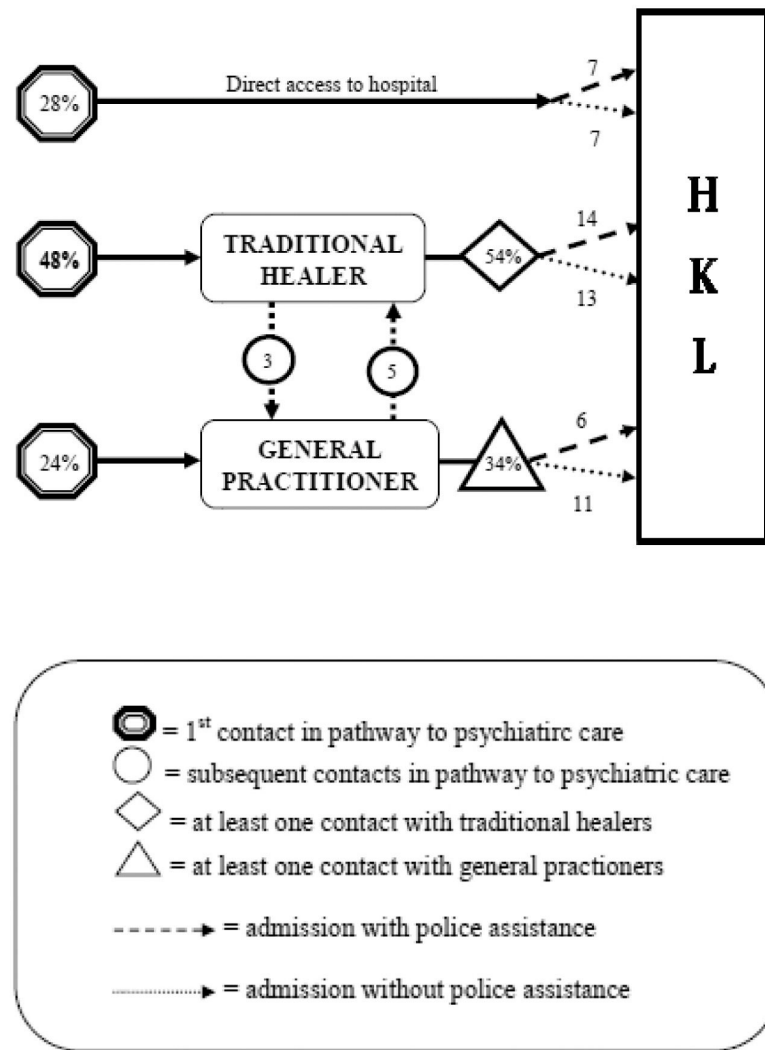 7
Direct access to hospital
28%
7
H
14
TRADITIONAL
HEALER
48%
54%
K
13
3
5
L
6
GENERAL
PRACTITIONER
24%
34%
11
= 1st contact in pathway to psychiatirc care
= subsequent contacts in pathway to psychiatric care
= at least one contact with traditional healers
= at least one contact with general practioners
= admission with police assistance
= admission without police assistance